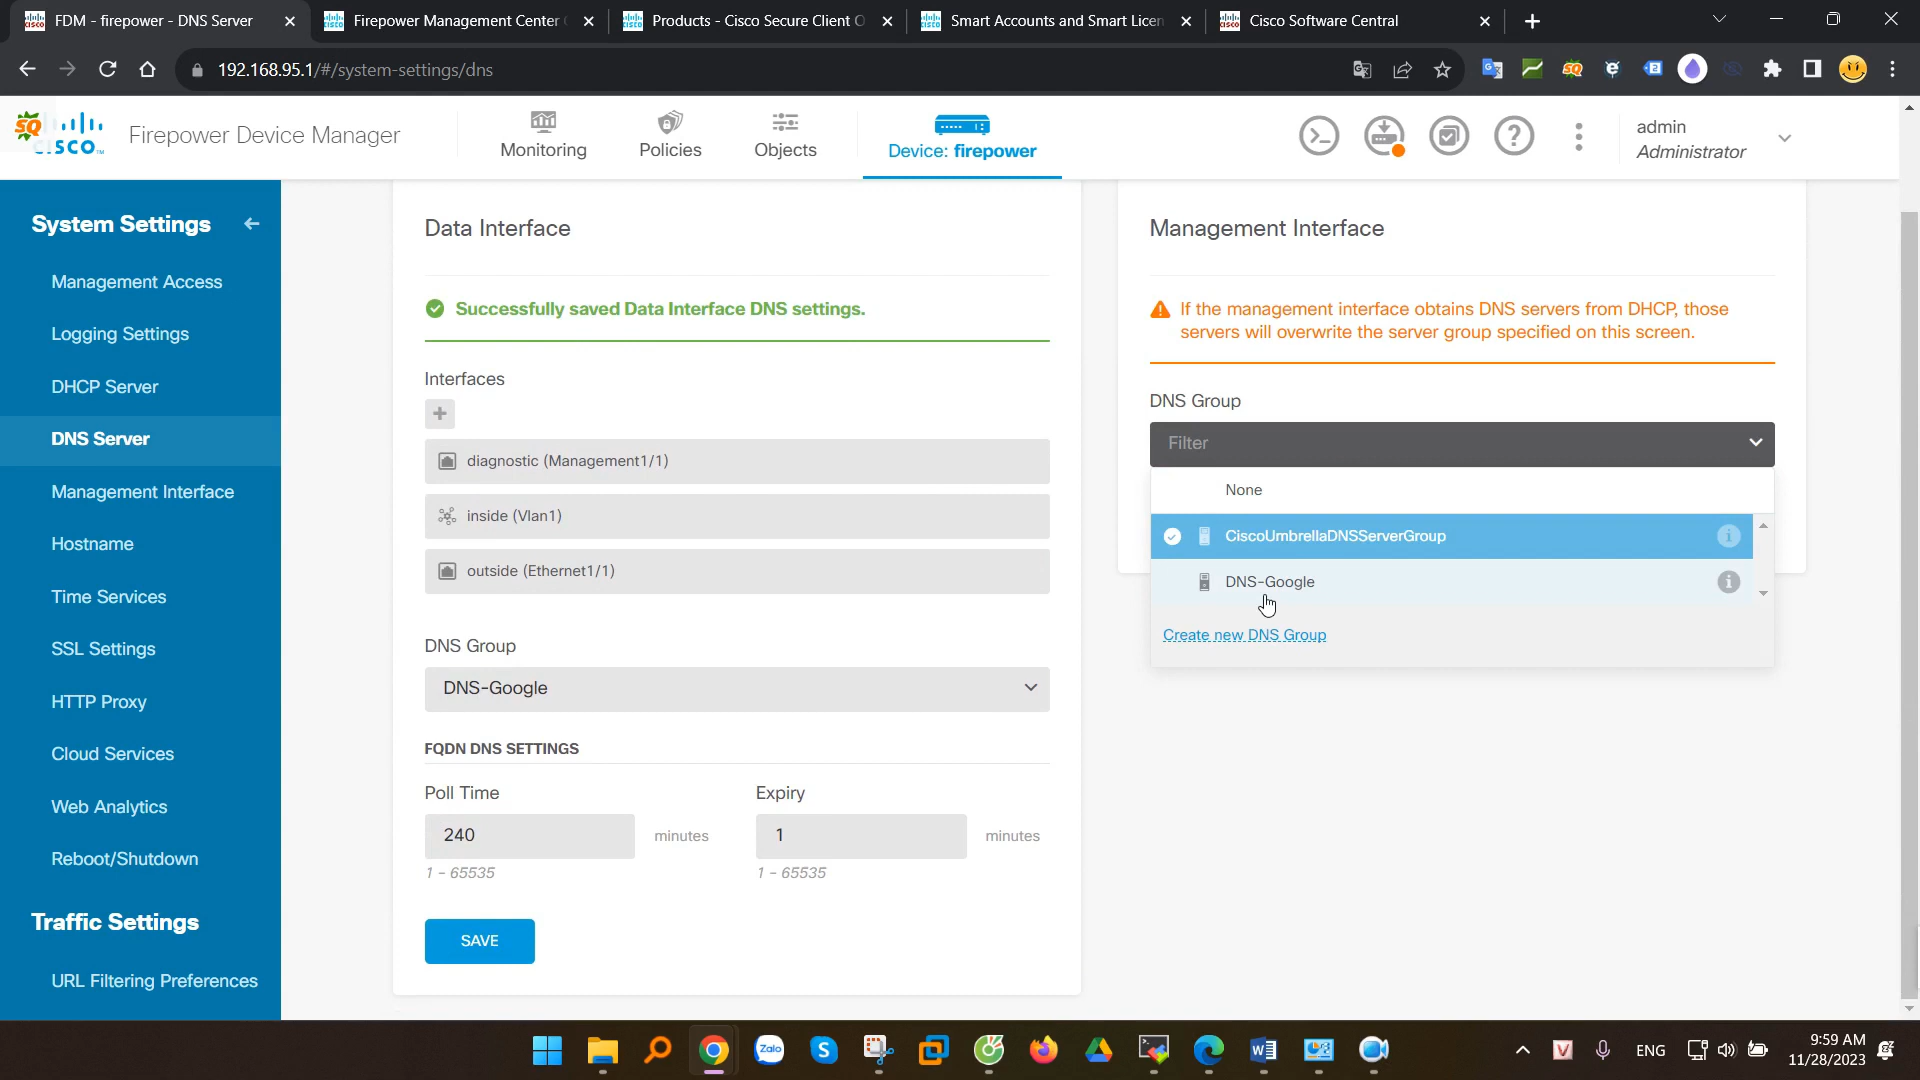 FDM - firepower - DNS Server
Firepower Management Center
Products - Cisco Secure Client
Smart Accounts and Smart Licen
Cisco Software Central
192.168.95.1/#/system-settings/dns
SQ
CISCO
Firepower Device Manager
Monitoring
Policies
Objects
Device: firepower
admin
Administrator
System Settings
Management Access
Logging Settings
DHCP Server
DNS Server
Management Interface
Hostname
Time Services
SSL Settings
HTTP Proxy
Cloud Services
Web Analytics
Reboot/Shutdown
Traffic Settings
URL Filtering Preferences
Data Interface
Successfully saved Data Interface DNS settings.
Interfaces
diagnostic (Management1/1)
inside (Vlan1)
outside (Ethernet1/1)
DNS Group
DNS-Google
FQDN DNS SETTINGS
Poll Time
240
minutes
1 - 65535
Expiry
1
minutes
1 - 65535
SAVE
Management Interface
If the management interface obtains DNS servers from DHCP, those
servers will overwrite the server group specified on this screen.
DNS Group
Filter
None
CiscoUmbrellaDNSServerGroup
DNS-Google
Create new DNS Group
Zalo
ENG
9:59 AM
11/28/2023